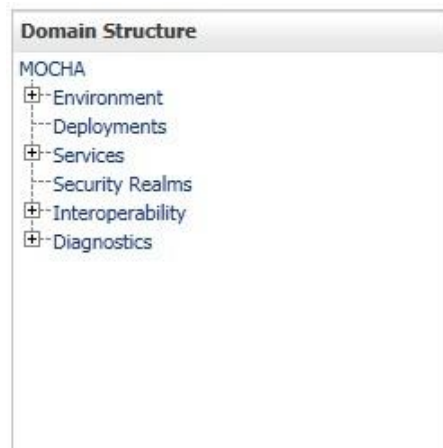 Domain Structure
MOCHA
Environment
Deployments
Services
Security Realms
Interoperability
Diagnostics